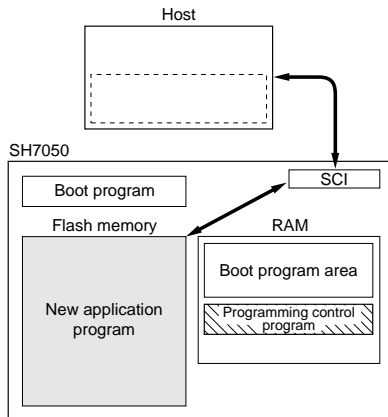 Host
SH7050
SCI
Boot program
Flash memory
RAM
Boot program area
New application
program
Programming control
program